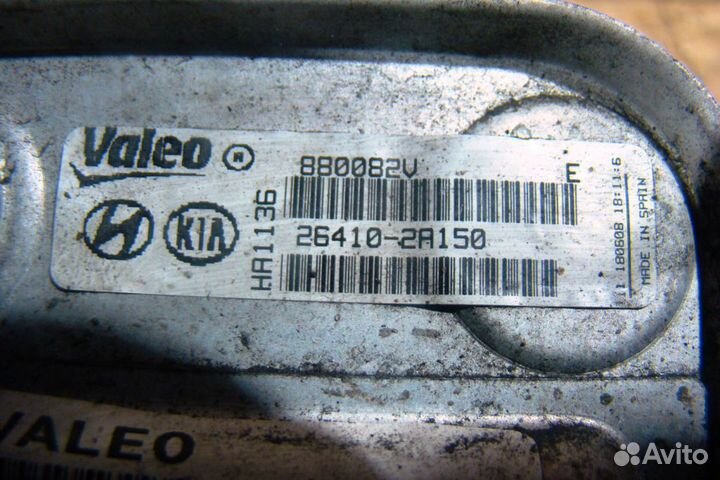 Valeo ®
880082V
E
HA1136
KIA
26410-2A150
11 180608 18:11:6
MADE IN SPAIN
VALEO
Avito